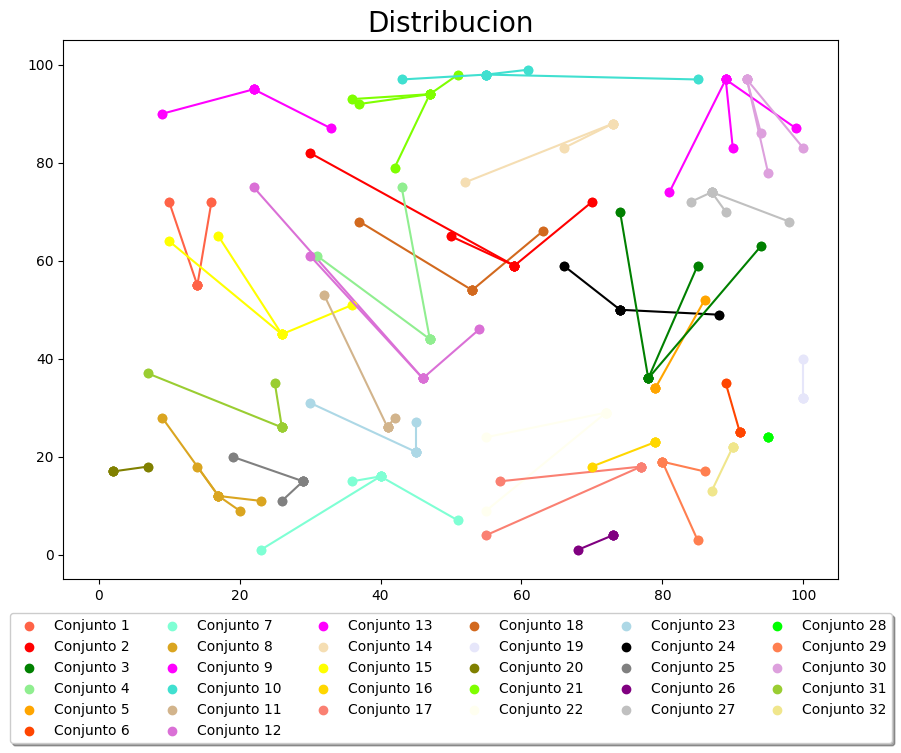 Distribucion
100
80
60
40
20
0
0 20 40 60 80 100
Conjunto 1 Conjunto 7 Conjunto 13 Conjunto 18 Conjunto 23 Conjunto 28
Conjunto 2 Conjunto 8 Conjunto 14 Conjunto 19 Conjunto 24 Conjunto 29
Conjunto 3 Conjunto 9 Conjunto 15 Conjunto 20 Conjunto 25 Conjunto 30
Conjunto 4 Conjunto 10 Conjunto 16 Conjunto 21 Conjunto 26 Conjunto 31
Conjunto 5 Conjunto 11 Conjunto 17 Conjunto 22 Conjunto 27 Conjunto 32
Conjunto 6 Conjunto 12